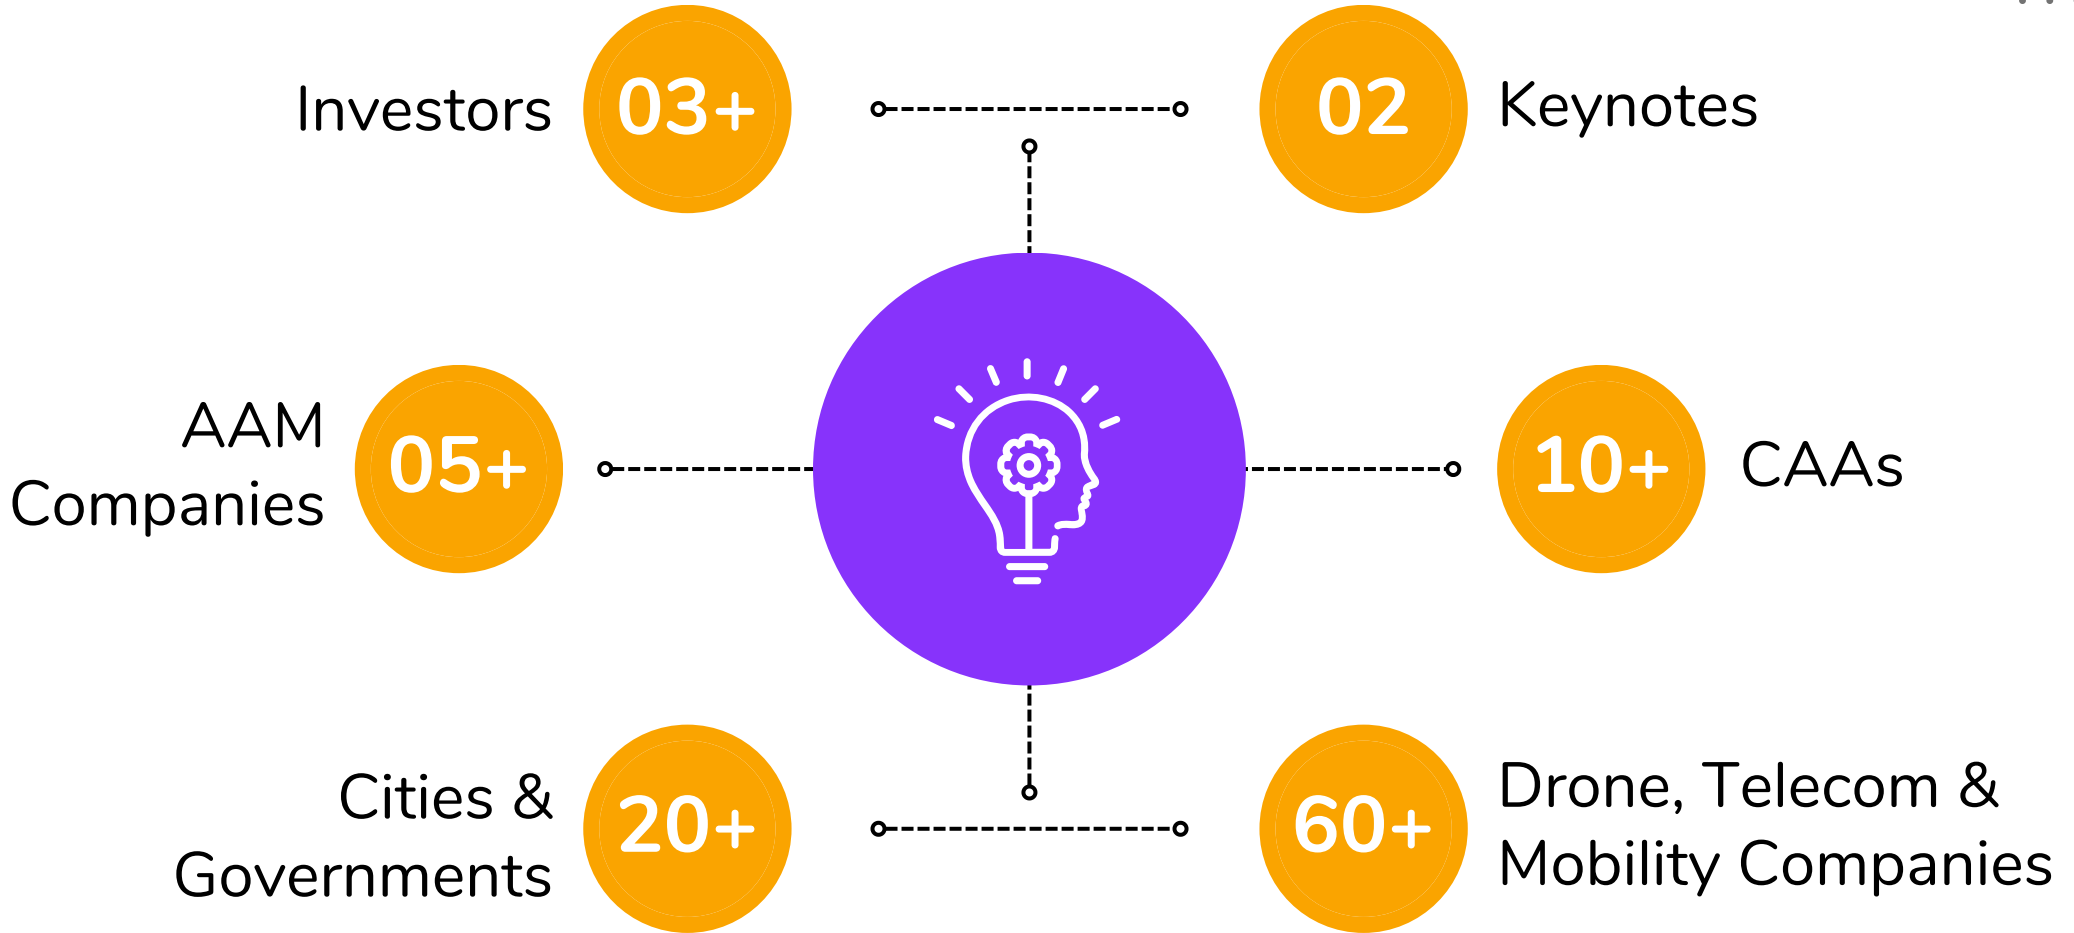 Investors
03+
02
Keynotes
AAM
Companies
05+
10+
CAAs
Cities &
Governments
20+
60+
Drone, Telecom &
Mobility Companies